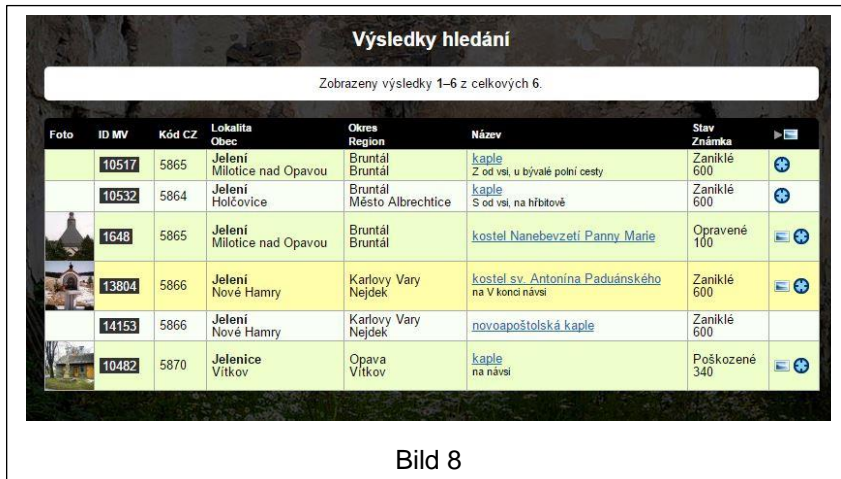 Výsledky hledání
Zobrazeny výsledky 1–6 z celkových 6.
Foto ID MV Kód CZ Lokalita Obec Okres Region Název Stav Známka
10517 5865 Jelení Milotice nad Opavou Bruntál Bruntál kaple Z od vsi, u bývalé polní cesty Zaniklé 600
10532 5864 Jelení Holčovice Bruntál Město Albrechtice kaple S od vsi, na hřbitově Zaniklé 600
1648 5865 Jelení Milotice nad Opavou Bruntál Bruntál kostel Nanebevzetí Panny Marie Opravené 100
13804 5866 Jelení Nové Hamry Karlovy Vary Nejdek kostel sv. Antonína Paduánského na V konci návsi Zaniklé 600
14153 5866 Jelení Nové Hamry Karlovy Vary Nejdek novoapoštolská kaple Zaniklé 600
10482 5870 Jelenice Vítkov Opava Vítkov kaple na návsi Poškozené 340
Bild 8